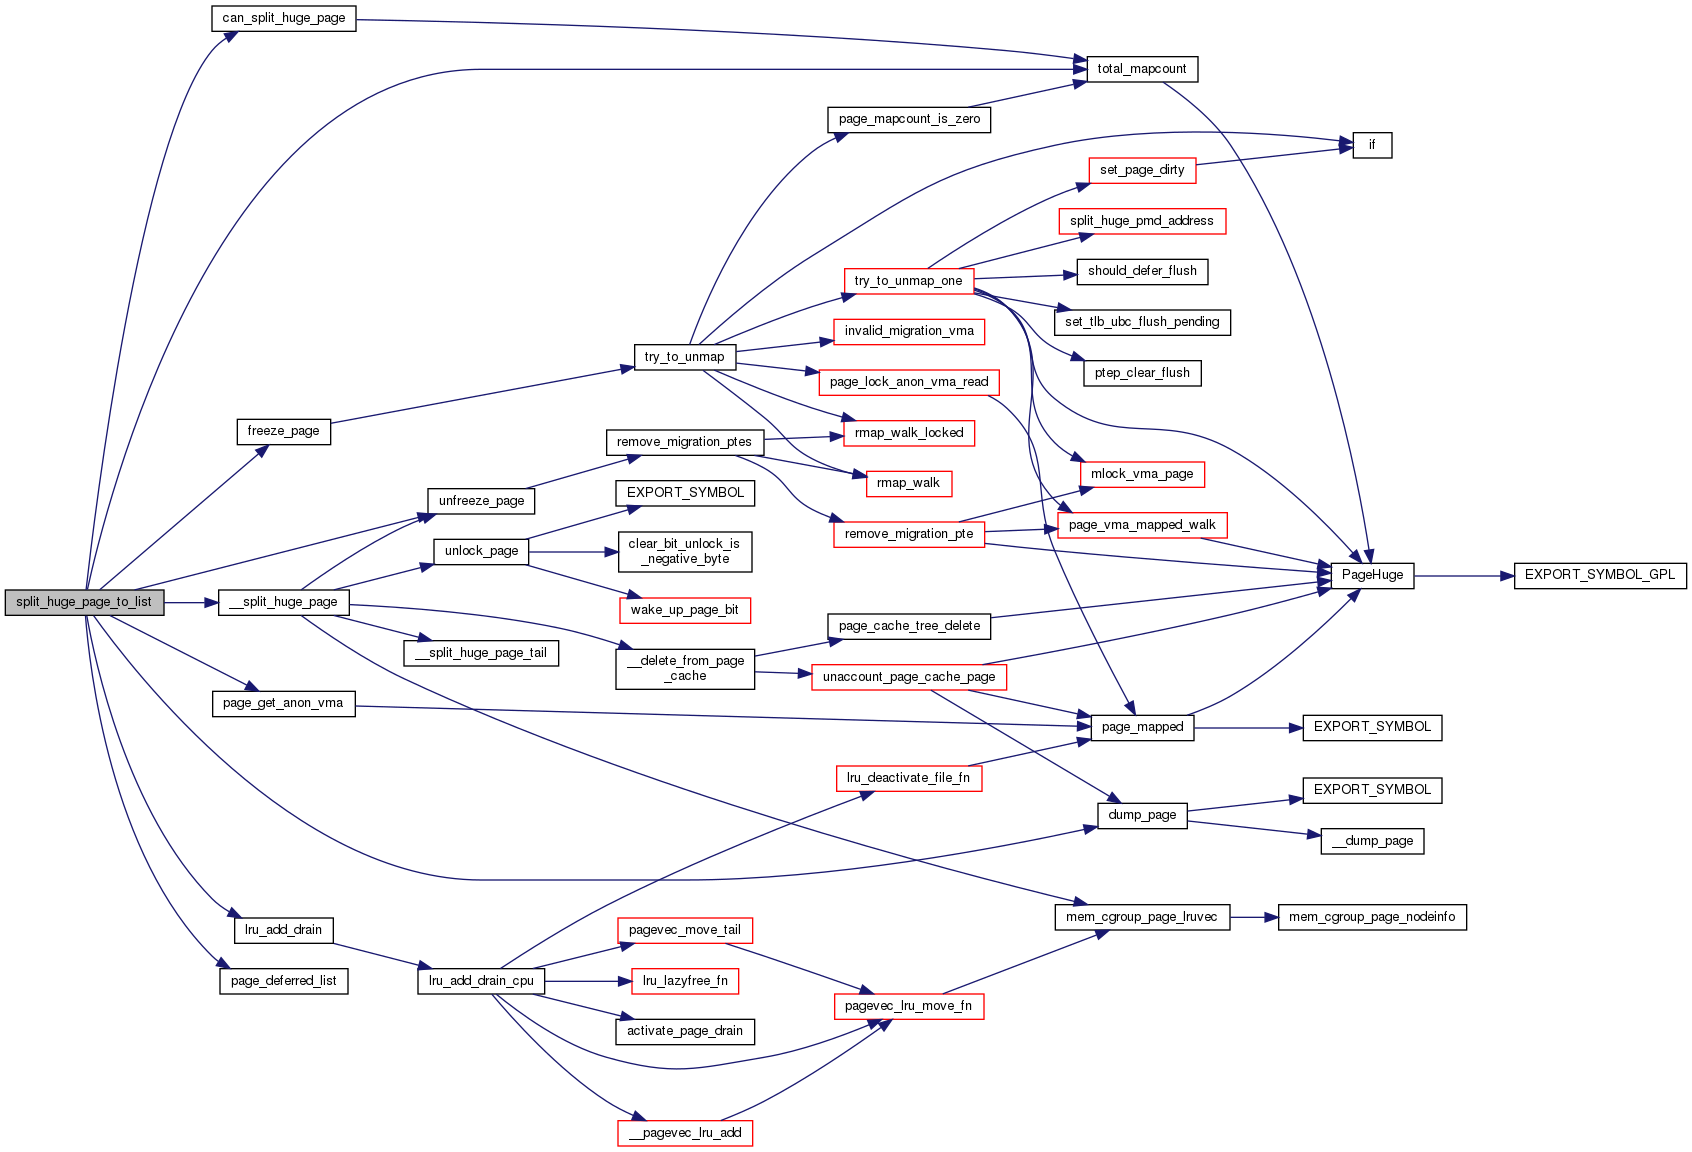 can_split_huge_page
total_mapcount
page_mapcount_is_zero
if
set_page_dirty
split_huge_pmd_address
should_defer_flush
try_to_unmap_one
set_tlb_ubc_flush_pending
invalid_migration_vma
try_to_unmap
ptep_clear_flush
page_lock_anon_vma_read
freeze_page
rmap_walk_locked
remove_migration_ptes
mlock_vma_page
rmap_walk
EXPORT_SYMBOL
unfreeze_page
page_vma_mapped_walk
remove_migration_pte
unlock_page
clear_bit_unlock_is
_negative_byte
PageHuge
EXPORT_SYMBOL_GPL
split_huge_page_to_list
__split_huge_page
wake_up_page_bit
page_cache_tree_delete
__split_huge_page_tail
__delete_from_page
_cache
unaccount_page_cache_page
page_get_anon_vma
page_mapped
EXPORT_SYMBOL
lru_deactivate_file_fn
EXPORT_SYMBOL
dump_page
__dump_page
mem_cgroup_page_lruvec
mem_cgroup_page_nodeinfo
lru_add_drain
pagevec_move_tail
page_deferred_list
lru_add_drain_cpu
lru_lazyfree_fn
pagevec_lru_move_fn
activate_page_drain
__pagevec_lru_add